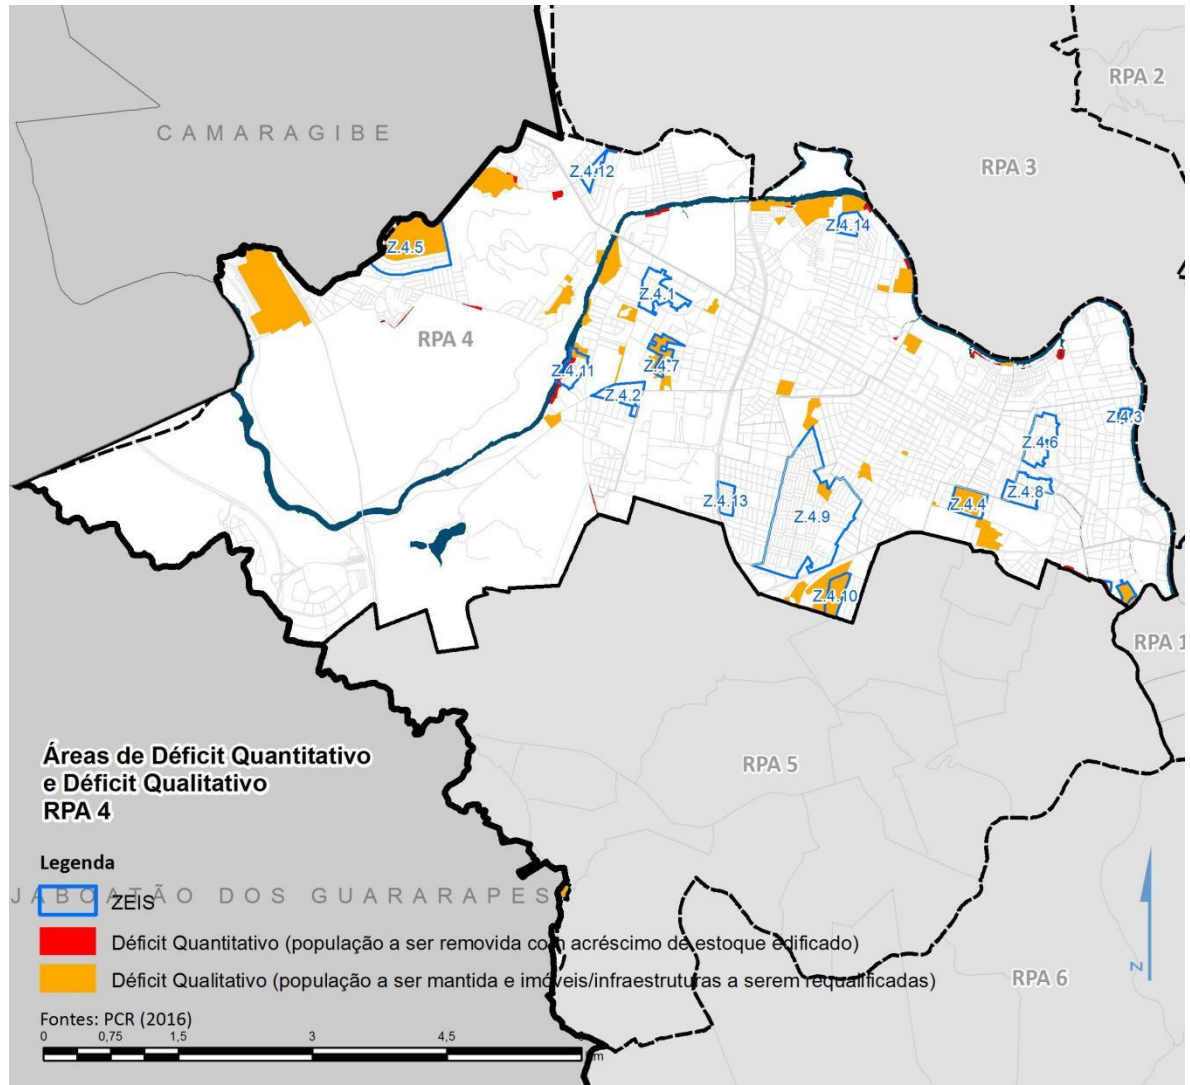 RPA 2
CAMARAGIBE
RPA 3
Z.4.12
Z.4.14
Z.4.5
Z.4.1
RPA 4
Z.4.7
Z.4.11
Z.4.2
Z.4.3
Z.4.6
Z.4.8
Z.4.13
Z.4.4
Z.4.9
Z.4.10
RPA 1
Áreas de Déficit Quantitativo
e Déficit Qualitativo
RPA 4
RPA 5
Legenda
JABOATÃO DOS GUARARAPES
ZEIS
Déficit Quantitativo (população a ser removida com acréscimo de estoque edificado)
Déficit Qualitativo (população a ser mantida e imóveis/infraestruturas a serem requalificadas)
N
RPA 6
Fontes: PCR (2016)
0 0,75 1,5 3 4,5